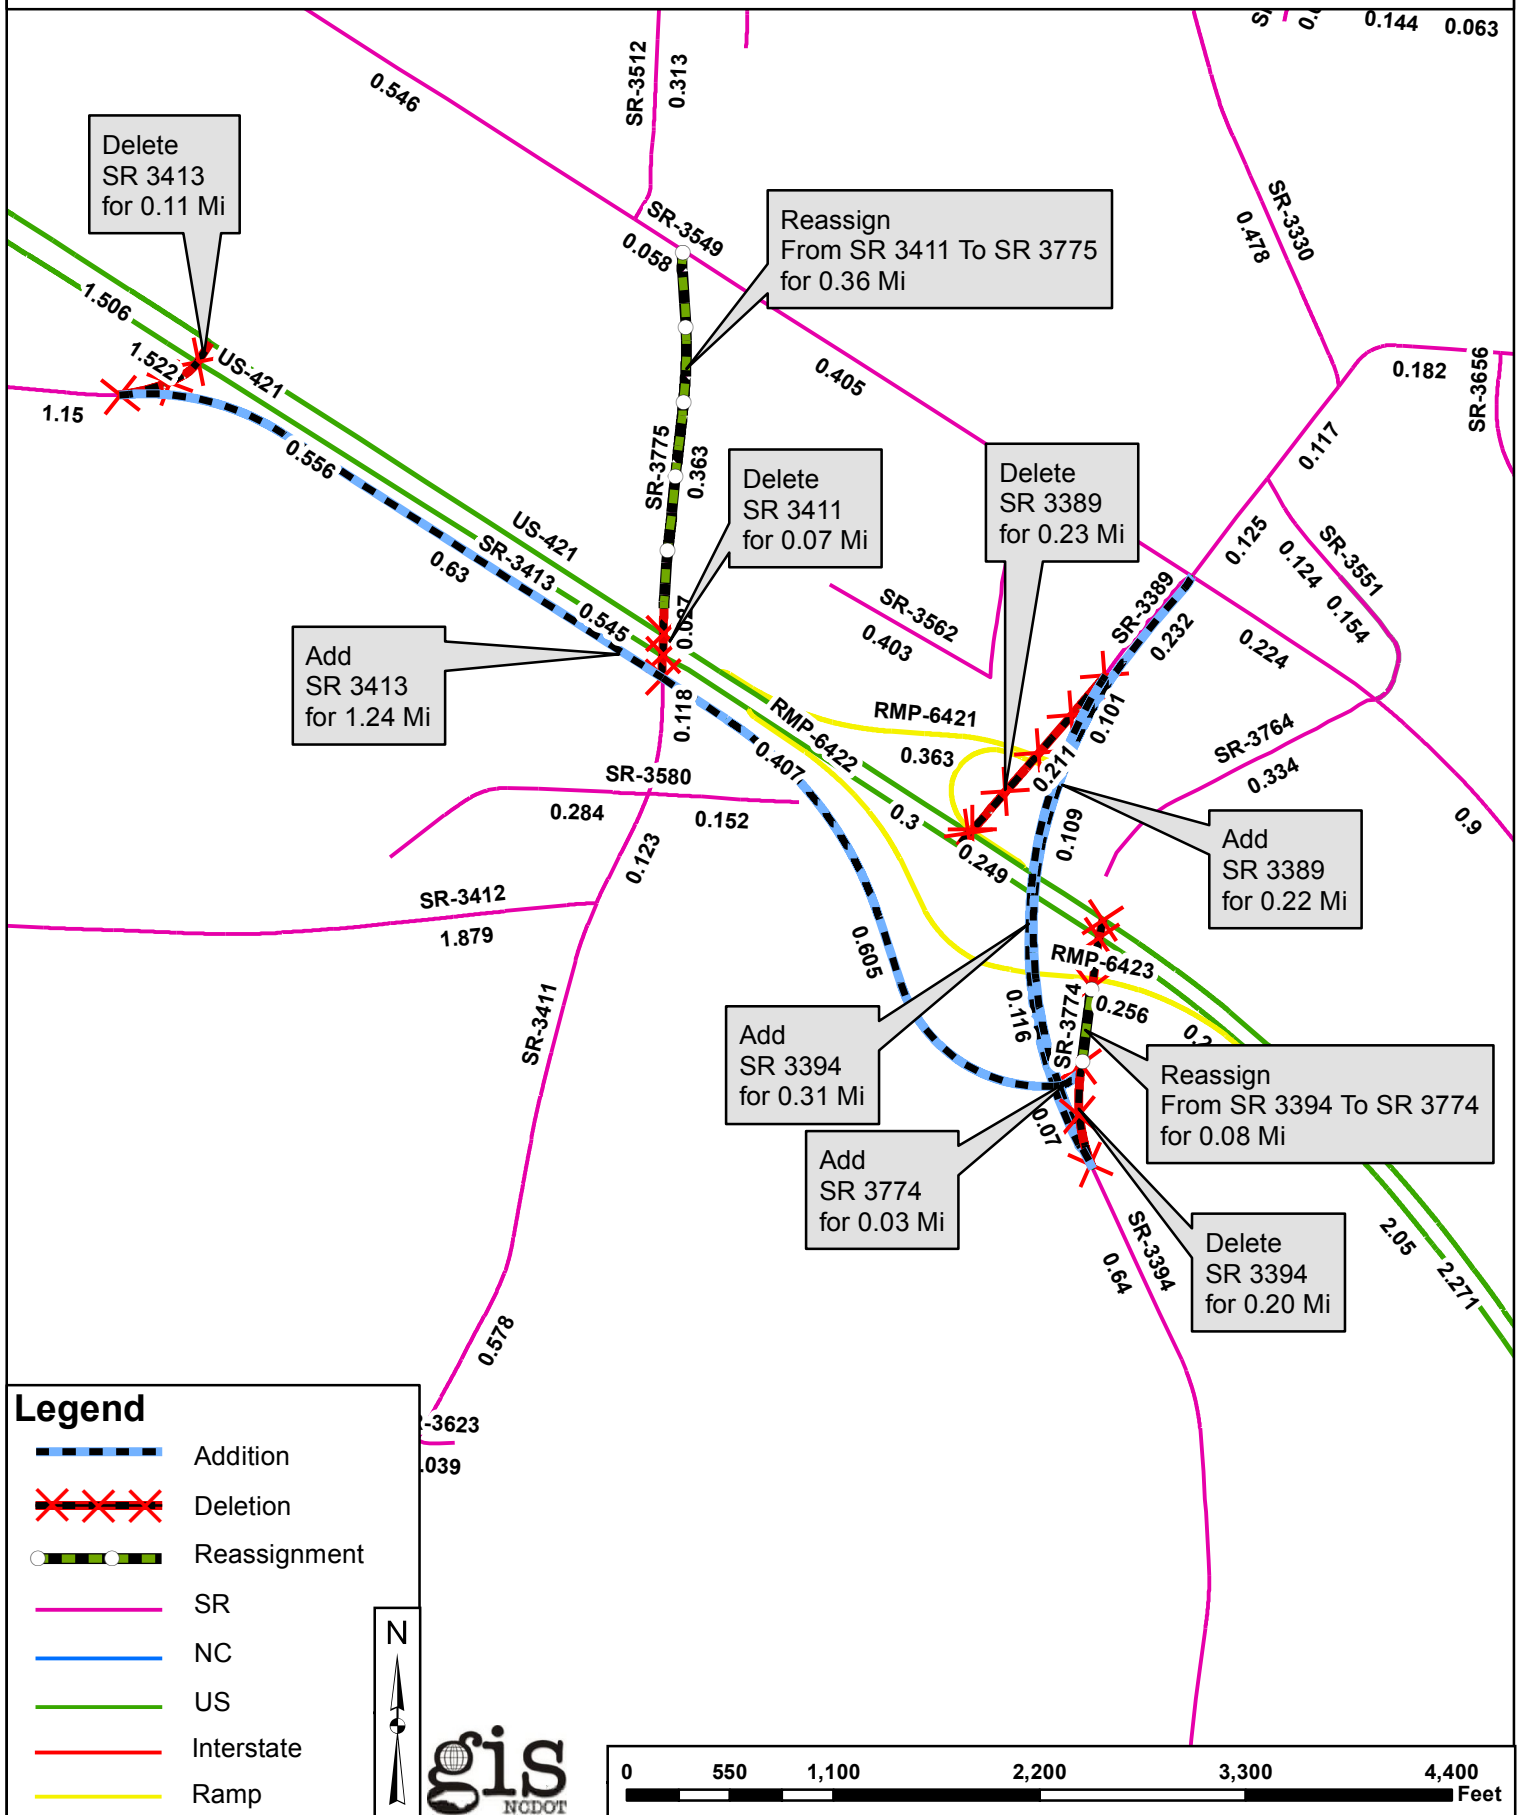 0.144
0.063
0.546
SR-3512
0.313
Delete
SR 3413
for 0.11 Mi
SR-3549
0.058
Reassign
From SR 3411 To SR 3775
for 0.36 Mi
SR-3330
0.478
1.506
1.522
US-421
1.15
0.556
0.405
0.182
SR-3656
0.117
SR-3775
0.363
Delete
SR 3411
for 0.07 Mi
Delete
SR 3389
for 0.23 Mi
US-421
SR-3413
0.63
0.545
0.125
SR-3551
0.124
0.154
SR-3562
0.403
SR-3389
0.232
0.224
Add
SR 3413
for 1.24 Mi
0.118
RMP-6422
RMP-6421
0.363
0.407
0.101
0.211
SR-3764
0.334
SR-3580
0.284
0.152
0.3
0.109
0.9
0.123
0.249
Add
SR 3389
for 0.22 Mi
SR-3412
1.879
0.605
RMP-6423
0.256
SR-3411
0.116
SR-3774
Add
SR 3394
for 0.31 Mi
Reassign
From SR 3394 To SR 3774
for 0.08 Mi
0.07
Add
SR 3774
for 0.03 Mi
SR-3394
0.64
Delete
SR 3394
for 0.20 Mi
2.05
2.271
0.578
Legend
Addition
Deletion
Reassignment
SR
NC
US
Interstate
Ramp
-3623
.039
N
gis
NCDOT
0 550 1,100 2,200 3,300 4,400
Feet